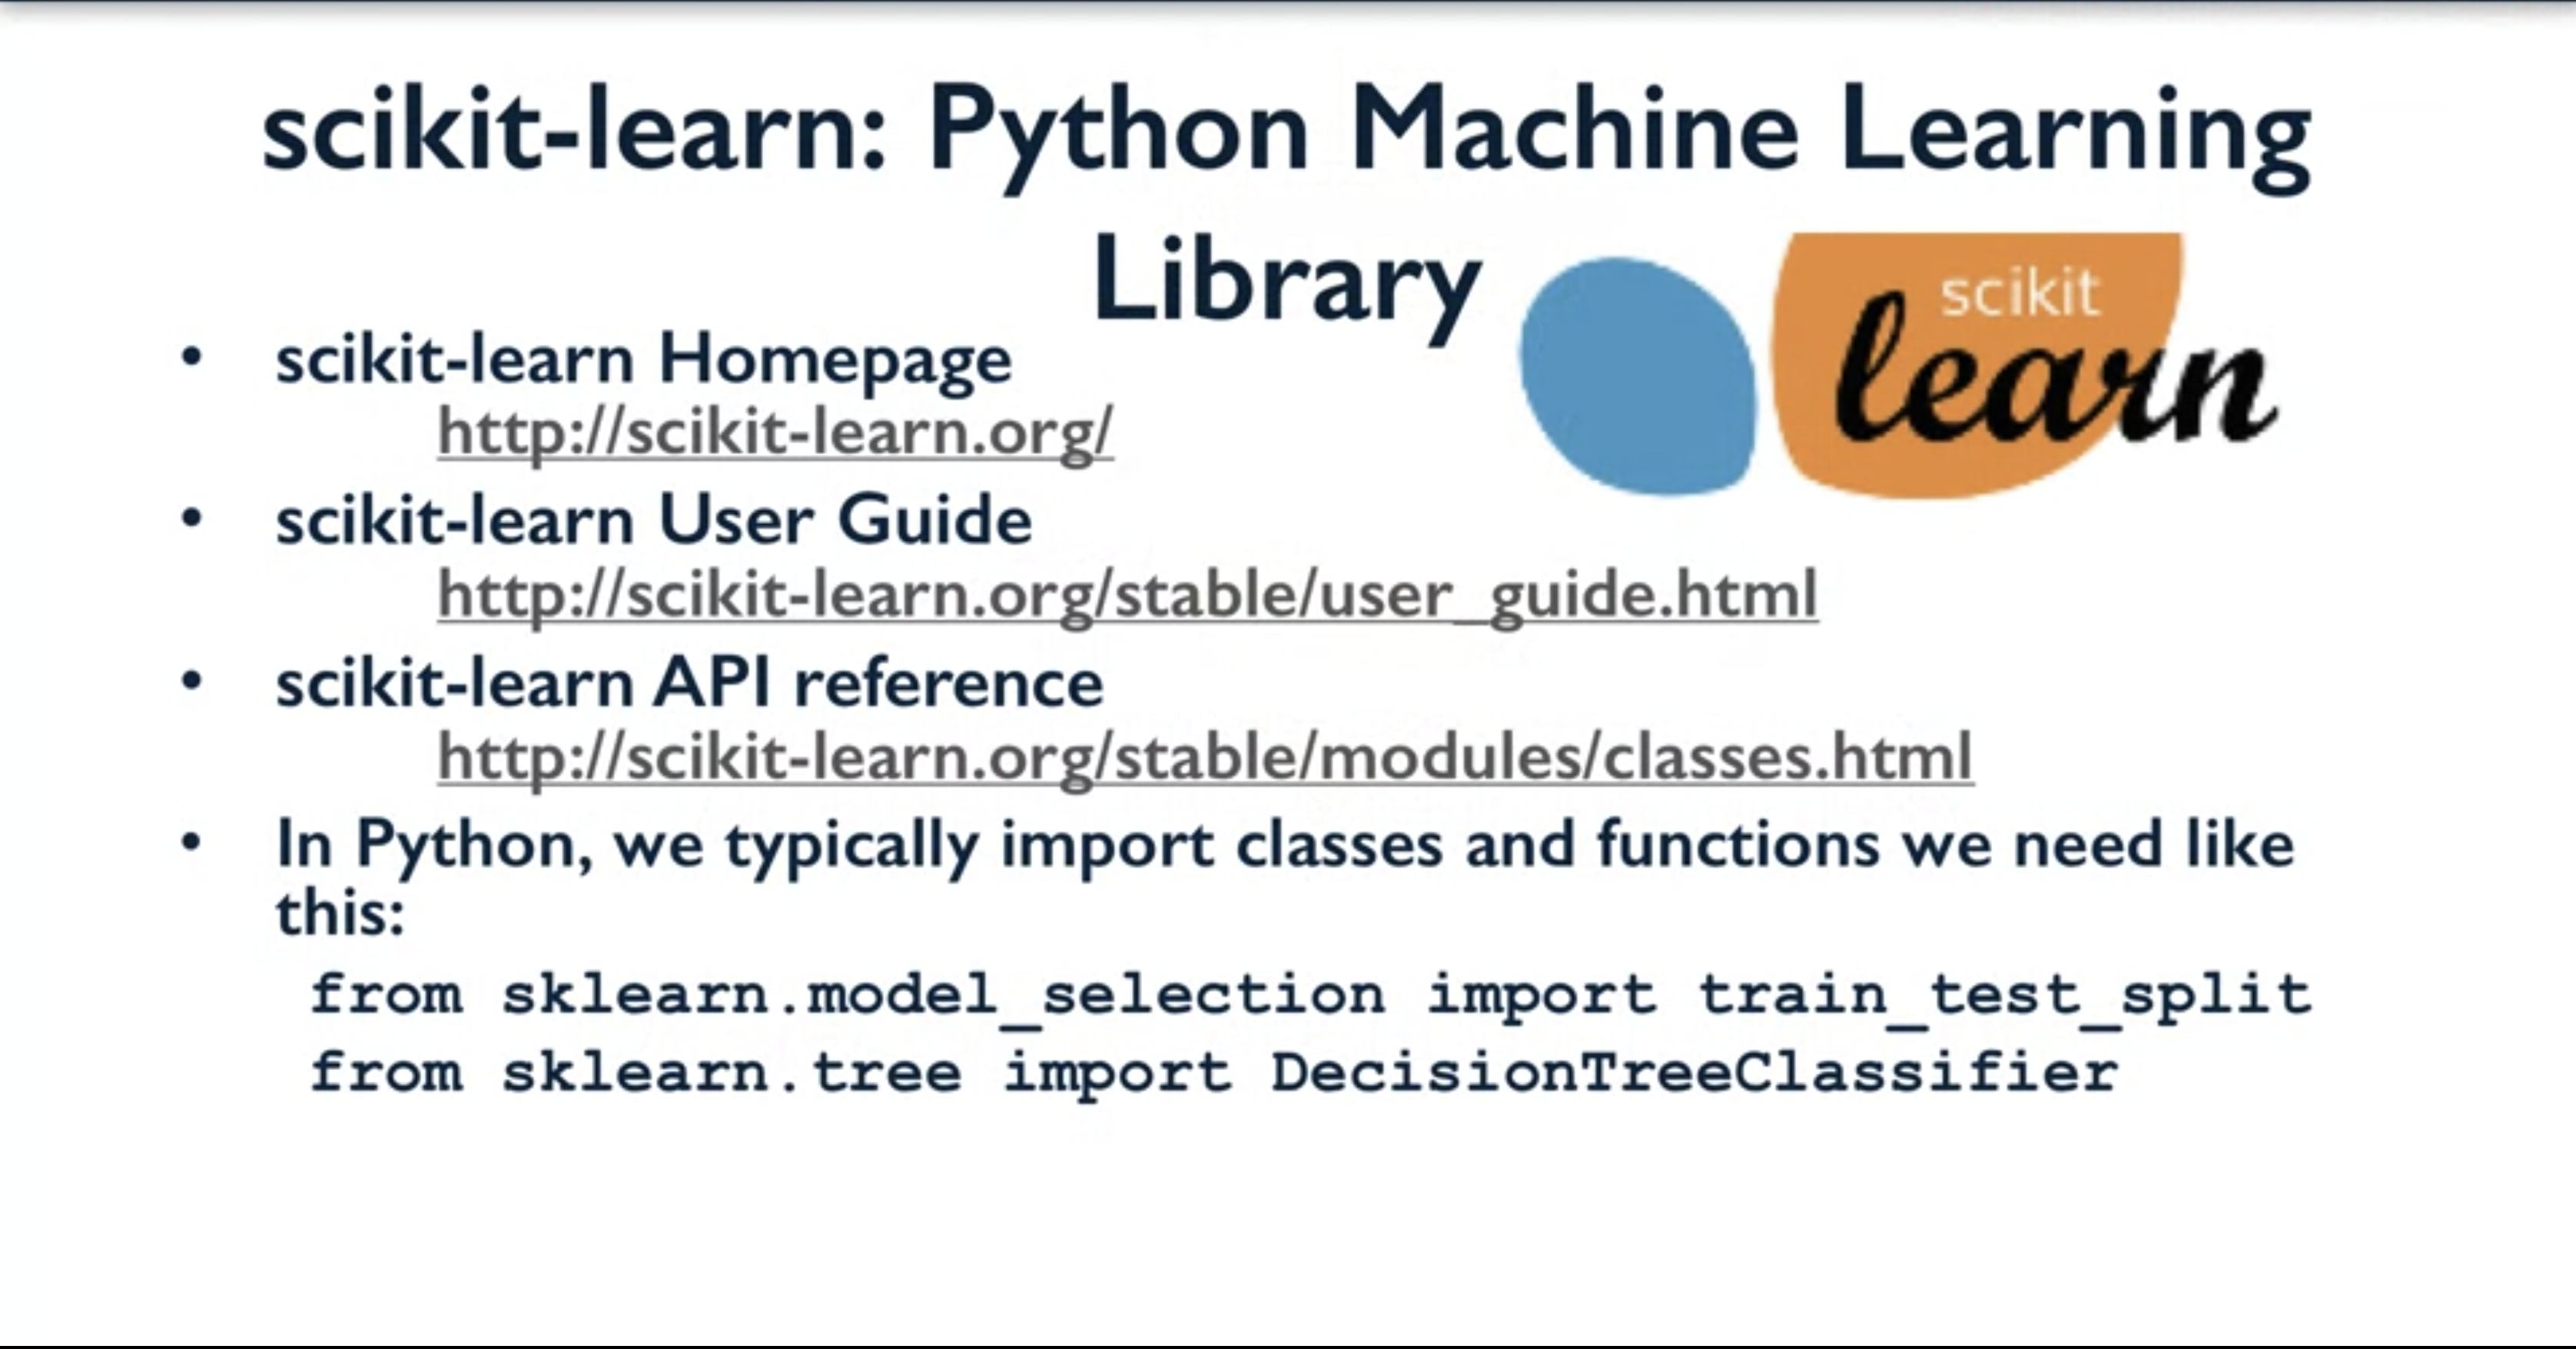 scikit-learn: Python Machine Learning
Library
scikit
learn
• scikit-learn Homepage
http://scikit-learn.org/
• scikit-learn User Guide
http://scikit-learn.org/stable/user_guide.html
• scikit-learn API reference
http://scikit-learn.org/stable/modules/classes.html
• In Python, we typically import classes and functions we need like
this:
from sklearn.model_selection import train_test_split
from sklearn.tree import DecisionTreeClassifier